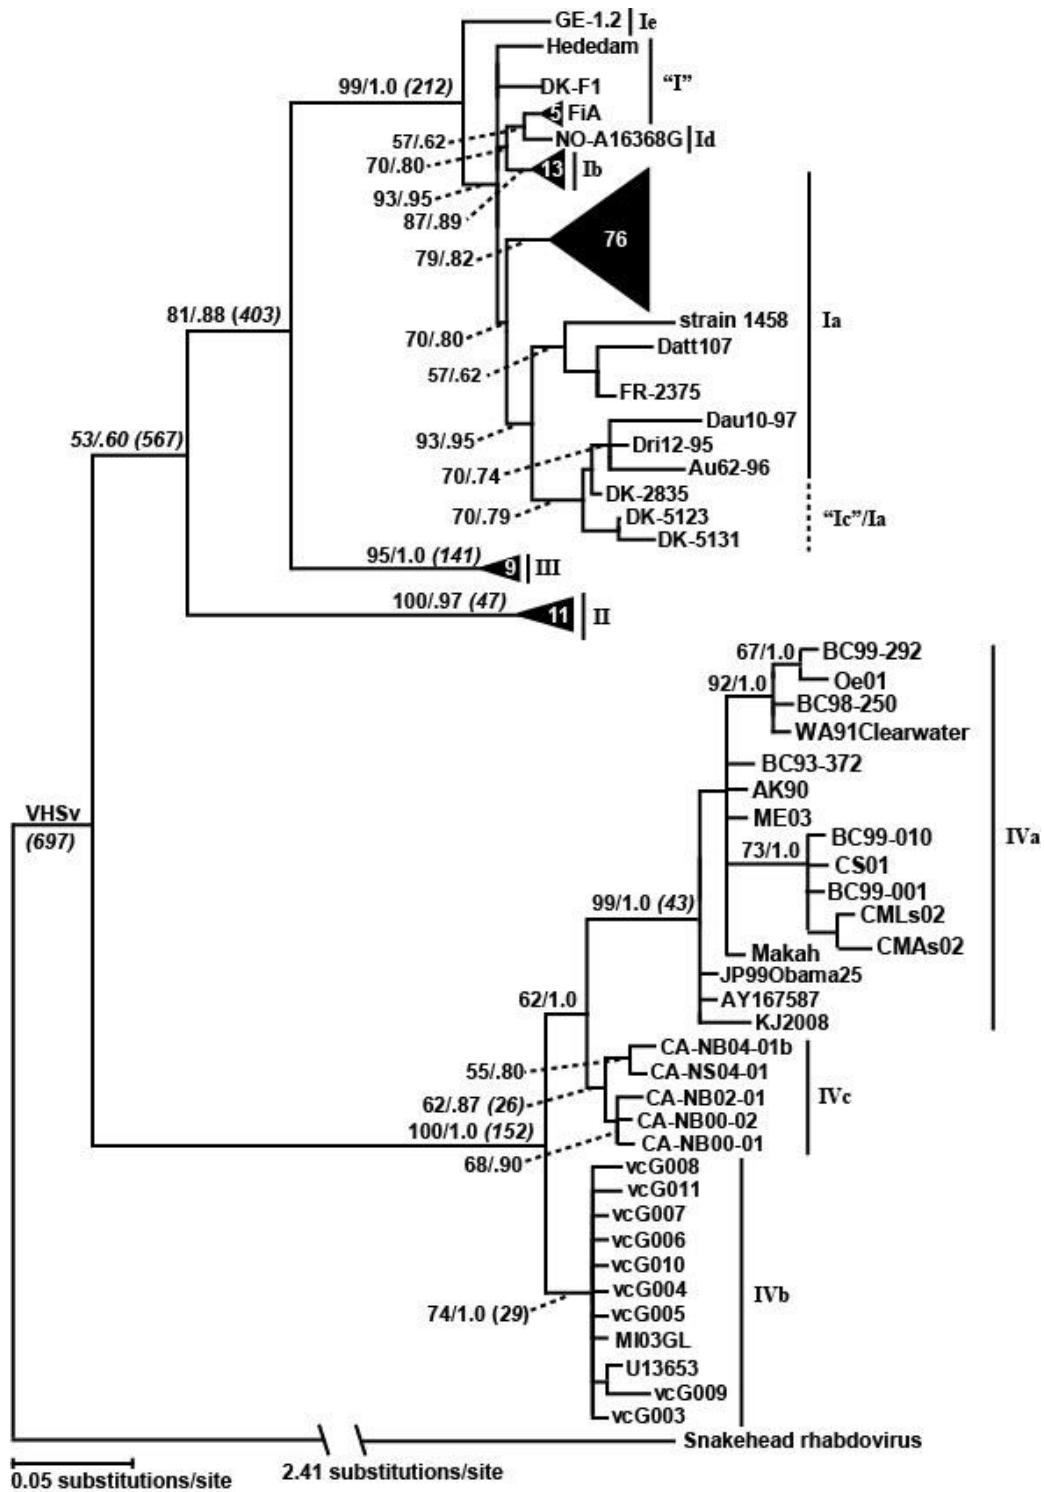 GE-1.2 Ie
Hededam
99/1.0 (212)
DK-F1
“I”
5 FiA
57/.62
NO-A16368G Id
70/.80
13 Ib
93/.95
87/.89
76
79/.82
81/.88 (403)
strain 1458
Ia
70/.80
Datt107
57/.62
FR-2375
Dau10-97
53/.60 (567)
93/.95
Dri12-95
70/.74
Au62-96
DK-2835
70/.79
DK-5123
“Ic”/Ia
DK-5131
95/1.0 (141)
9 III
100/.97 (47)
11 II
67/1.0
BC99-292
92/1.0
Oe01
BC98-250
WA91Clearwater
BC93-372
AK90
VHSv
(697)
ME03
BC99-010
IVa
73/1.0
CS01
BC99-001
99/1.0 (43)
CMLs02
CMAs02
Makah
JP99Obama25
62/1.0
AY167587
KJ2008
CA-NB04-01b
55/.80
CA-NS04-01
IVc
62/.87 (26)
CA-NB02-01
CA-NB00-02
100/1.0 (152)
CA-NB00-01
68/.90
vcG008
vcG011
vcG007
vcG006
vcG010
vcG004
IVb
74/1.0 (29)
vcG005
MI03GL
U13653
vcG009
vcG003
Snakehead rhabdovirus
0.05 substitutions/site
2.41 substitutions/site